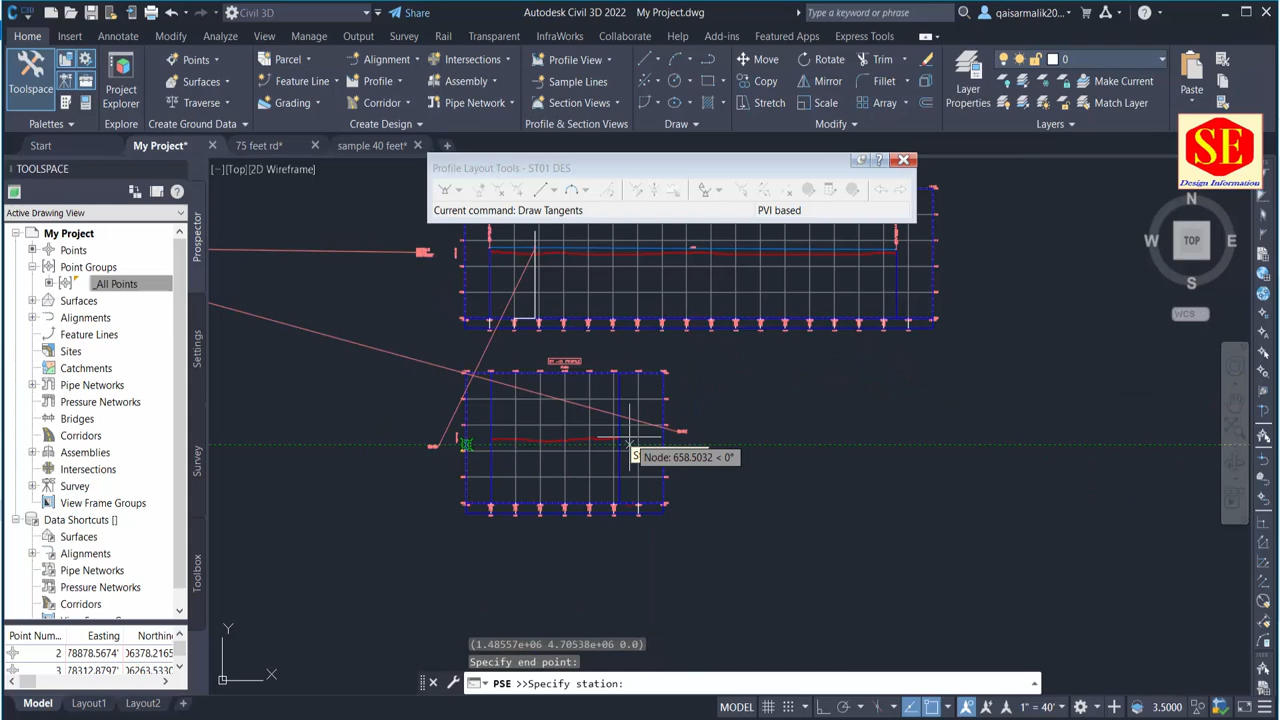 Civil 3D
Share
Autodesk Civil 3D 2022 My Project.dwg
Type a keyword or phrase
qaisarmalik20...
Home Insert Annotate Modify Analyze View Manage Output Survey Rail Transparent InfraWorks Collaborate Help Add-ins Featured Apps Express Tools
Toolspace
Project
Explorer
Points
Surfaces
Traverse
Parcel
Feature Line
Grading
Alignment
Profile
Corridor
Intersections
Assembly
Pipe Network
Profile View
Sample Lines
Section Views
Move Rotate Trim
Copy Mirror Fillet
Stretch Scale Array
Layer
Properties
0
Make Current
Match Layer
Paste
Palettes Explore Create Ground Data Create Design Profile & Section Views Draw Modify Layers
Start My Project* 75 feet rd* sample 40 feet*
SE
Design Information
TOOLSPACE
Active Drawing View
My Project
Points
Point Groups
_All Points
Surfaces
Alignments
Feature Lines
Sites
Catchments
Pipe Networks
Pressure Networks
Bridges
Corridors
Assemblies
Intersections
Survey
View Frame Groups
Data Shortcuts []
Surfaces
Alignments
Pipe Networks
Pressure Networks
Corridors
Point Num... Easting Northin
2 78878.5674' 06378.2165
3 78312.8797' 06263.5310
Prospector
Settings
Survey
Toolbox
[-][Top][2D Wireframe]
Profile Layout Tools - ST01 DES
Current command: Draw Tangents PVI based
N
W TOP E
S
WCS
Node: 658.5032 < 0°
Y
X
(1.48557e+06 4.70538e+06 0.0)
Specify end point:
PSE >>Specify station:
Model Layout1 Layout2
MODEL 1" = 40' 3.5000